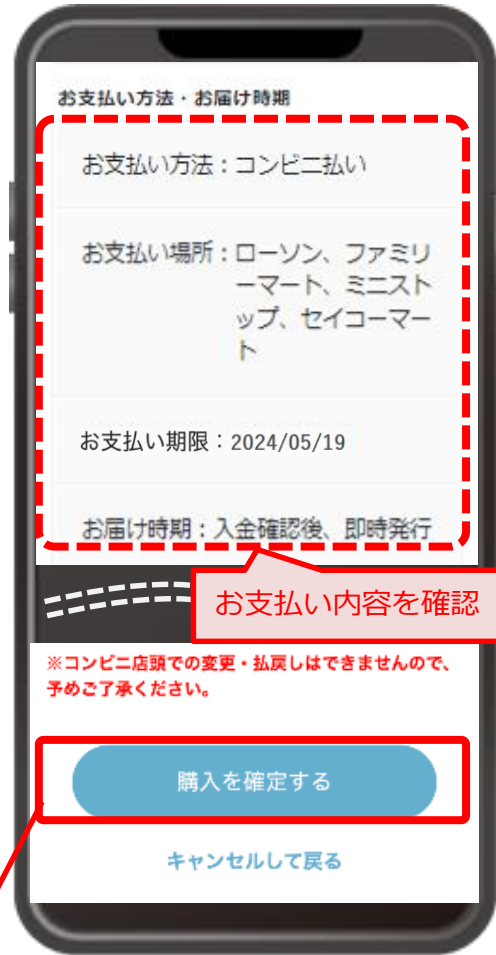 お支払い方法・お届け時期
お支払い方法：コンビニ払い
お支払い場所：ローソン、ファミリ
ーマート、ミニスト
ップ、セイコーマー
ト
お支払い期限：2024/05/19
お届け時期：入金確認後、即時発行
お支払い内容を確認
※コンビニ店頭での変更・払戻しはできませんので、
予めご了承ください。
購入を確定する
キャンセルして戻る